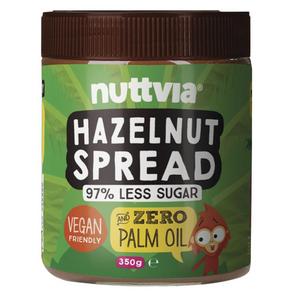 nuttvia®
HAZELNUT
SPREAD
97% LESS SUGAR
VEGAN
FRIENDLY
AND ZERO
PALM OIL
350g ℮